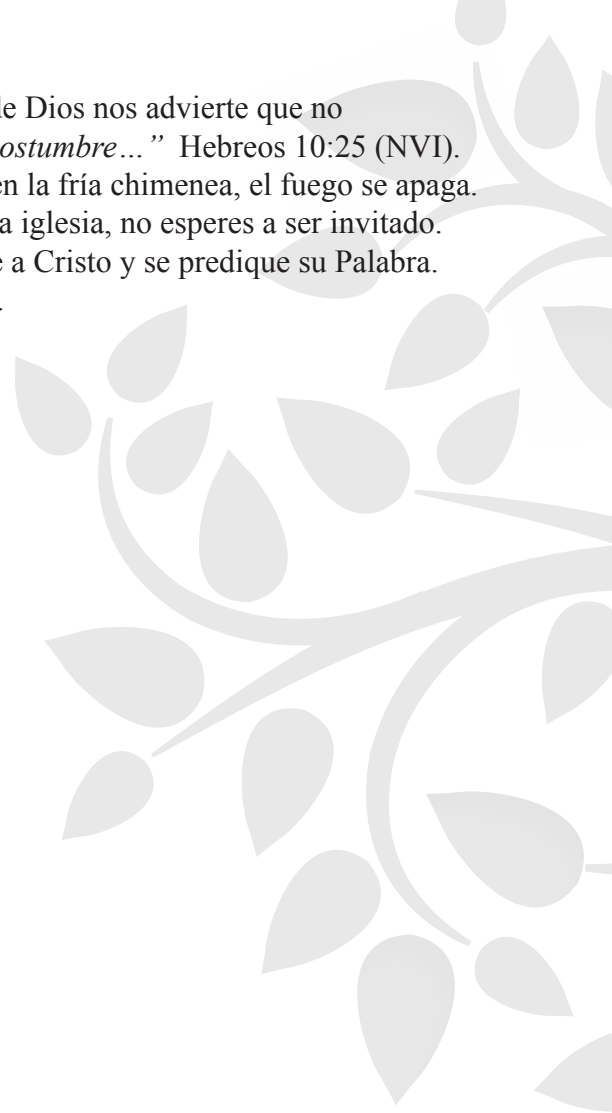 de Dios nos advierte que no
ostumbre…” Hebreos 10:25 (NVI).
en la fría chimenea, el fuego se apaga.
a iglesia, no esperes a ser invitado.
e a Cristo y se predique su Palabra.
.